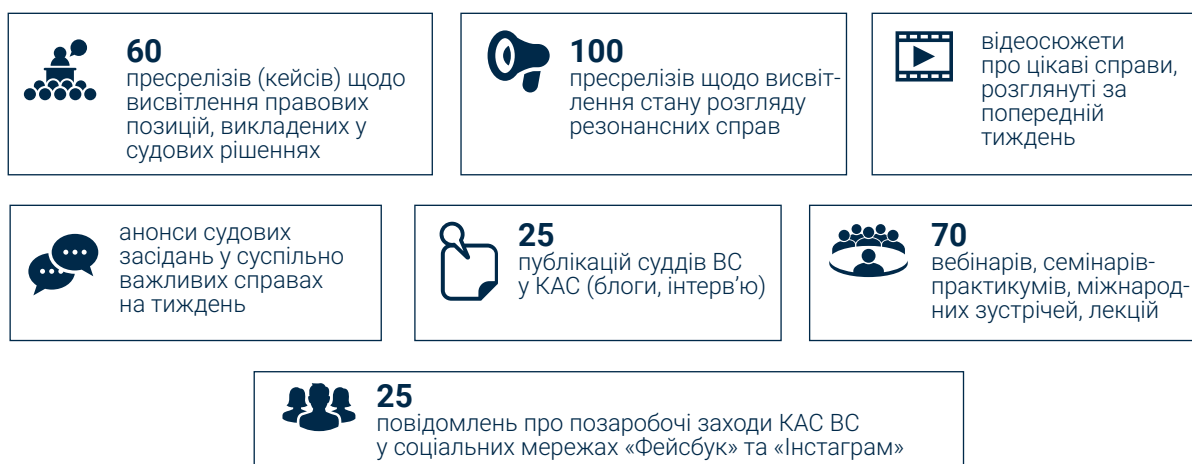 60
пресрелізів (кейсів) щодо
висвітлення правових
позицій, викладених у
судових рішеннях
100
пресрелізів щодо висвіт-
лення стану розгляду
резонансних справ
відеосюжети
про цікаві справи,
розглянуті за
попередній
тиждень
анонси судових
засідань у суспільно
важливих справах
на тиждень
25
публікацій суддів ВС
у КАС (блоги, інтерв’ю)
70
вебінарів, семінарів-
практикумів, міжнарод-
них зустрічей, лекцій
25
повідомлень про позаробочі заходи КАС ВС
у соціальних мережах «Фейсбук» та «Інстаграм»